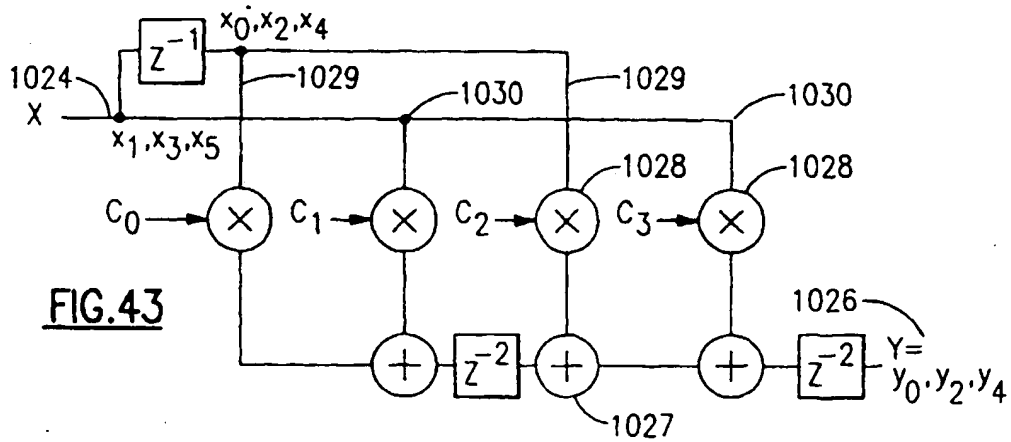 x₀, x₂, x₄
Z⁻¹
1029
1029
1024
1030
1030
X
x₁, x₃, x₅
1028
1028
C₀
C₁
C₂
C₃
×
×
×
×
FIG.43
1026
+
Z⁻²
+
+
Z⁻²
Y=
y₀, y₂, y₄
1027